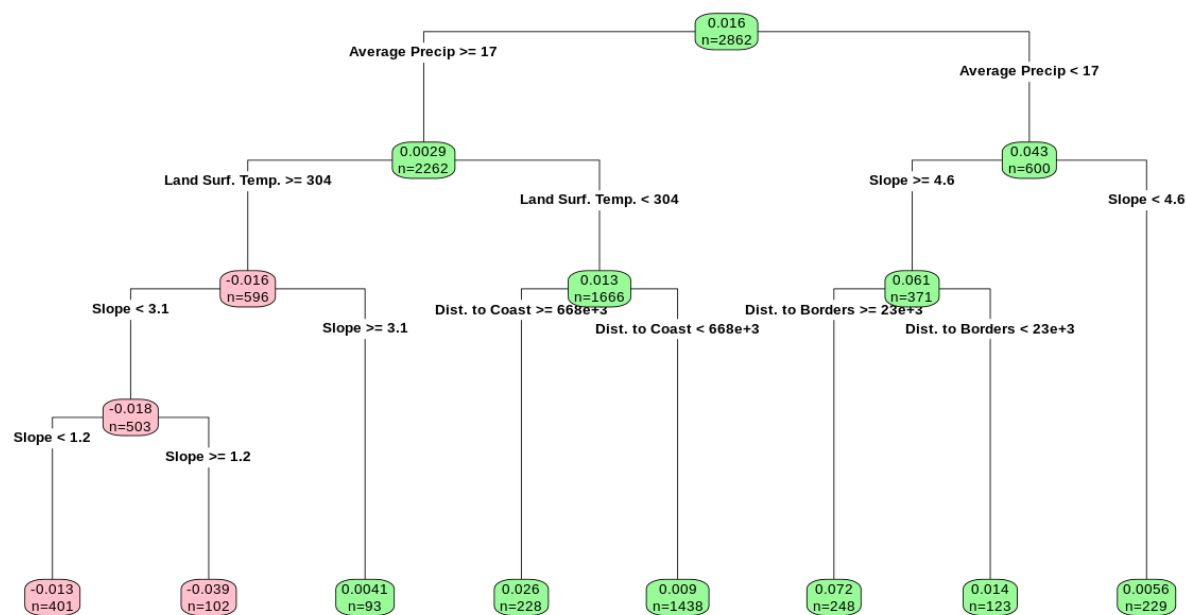 0.016
n=2862
Average Precip >= 17
Average Precip < 17
0.0029
n=2262
0.043
n=600
Land Surf. Temp. >= 304
Land Surf. Temp. < 304
Slope >= 4.6
Slope < 4.6
-0.016
n=596
0.013
n=1666
0.061
n=371
Slope < 3.1
Slope >= 3.1
Dist. to Coast >= 668e+3
Dist. to Coast < 668e+3
Dist. to Borders >= 23e+3
Dist. to Borders < 23e+3
-0.018
n=503
Slope < 1.2
Slope >= 1.2
-0.013
n=401
-0.039
n=102
0.0041
n=93
0.026
n=228
0.009
n=1438
0.072
n=248
0.014
n=123
0.0056
n=229